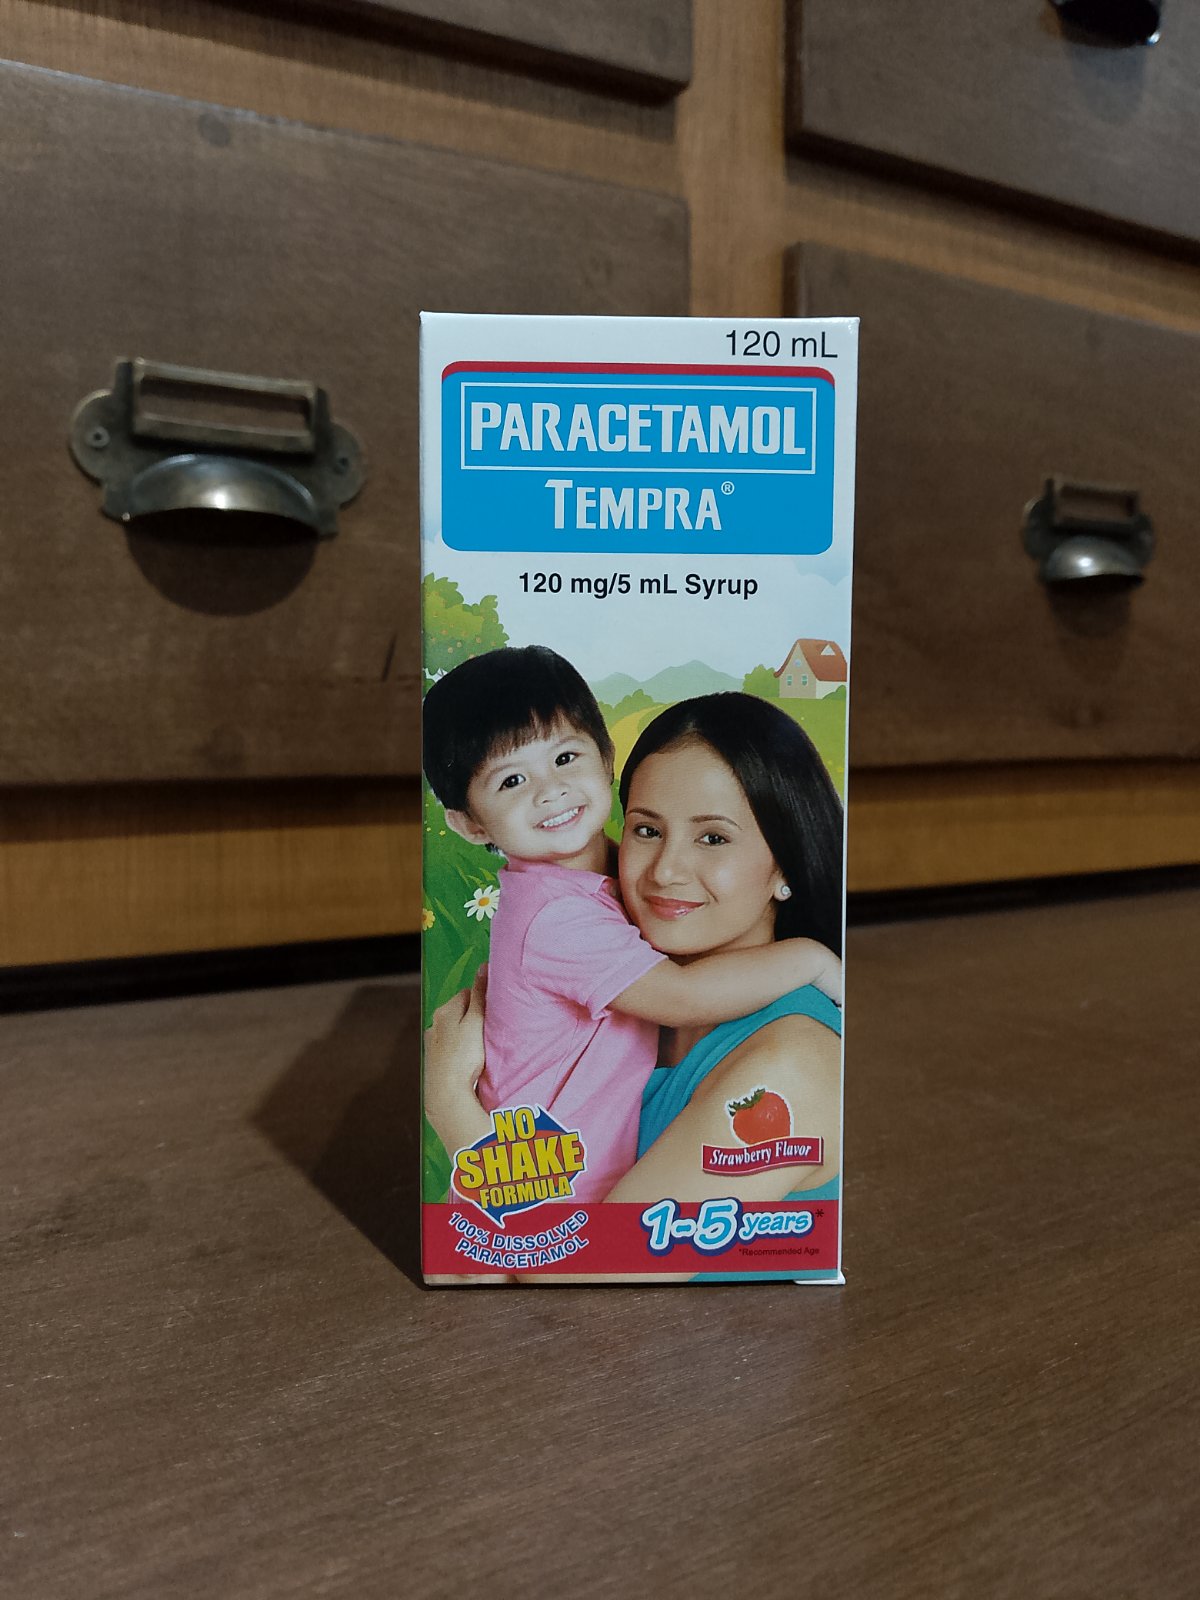 120 mL
PARACETAMOL
TEMPRA®
120 mg/5 mL Syrup
NO
SHAKE
FORMULA
100% DISSOLVED
PARACETAMOL
Strawberry Flavor
1-5 years*
*Recommended Age